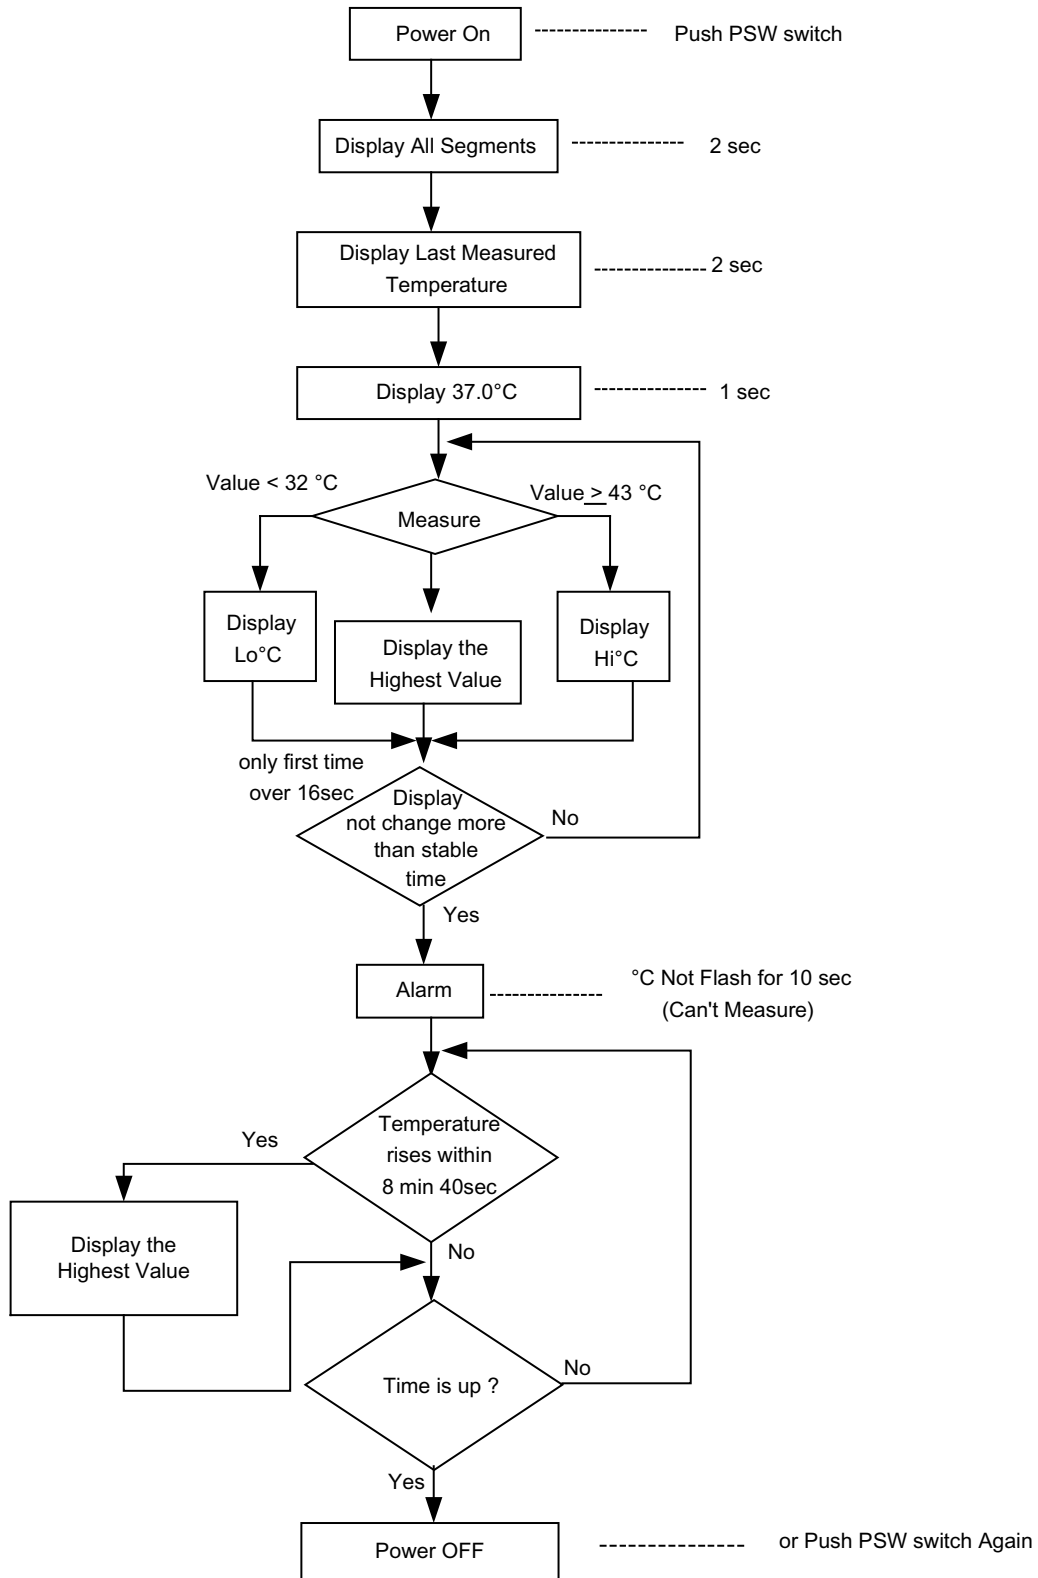 Power On
Push PSW switch
Display All Segments
2 sec
Display Last Measured
Temperature
2 sec
Display 37.0°C
1 sec
Value < 32 °C
Value ≥ 43 °C
Measure
Display
Lo°C
Display the
Highest Value
Display
Hi°C
only first time
over 16sec
Display
not change more
than stable
time
No
Yes
Alarm
°C Not Flash for 10 sec
(Can't Measure)
Temperature
rises within
8 min 40sec
Yes
Display the
Highest Value
No
Time is up ?
No
Yes
Power OFF
or Push PSW switch Again